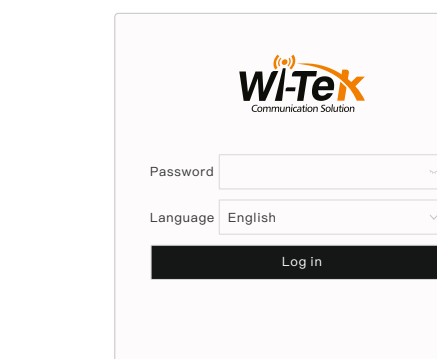 Wi-Tek
Communication Solution
Password
Language English
Log in